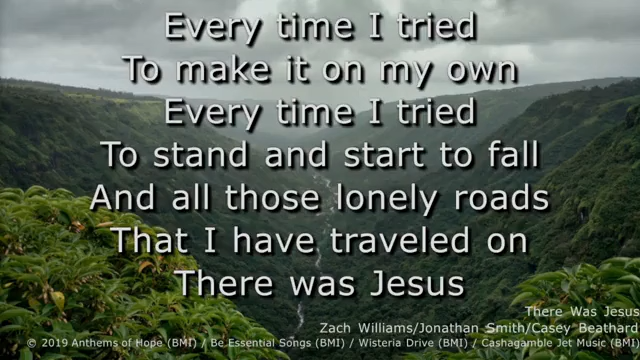 Every time I tried
To make it on my own
Every time I tried
To stand and start to fall
And all those lonely roads
That I have traveled on
There was Jesus
There Was Jesus
Zach Williams/Jonathan Smith/Casey Beathard
© 2019 Anthems of Hope (BMI) / Be Essential Songs (BMI) / Wisteria Drive (BMI) / Cashagamble Jet Music (BMI)